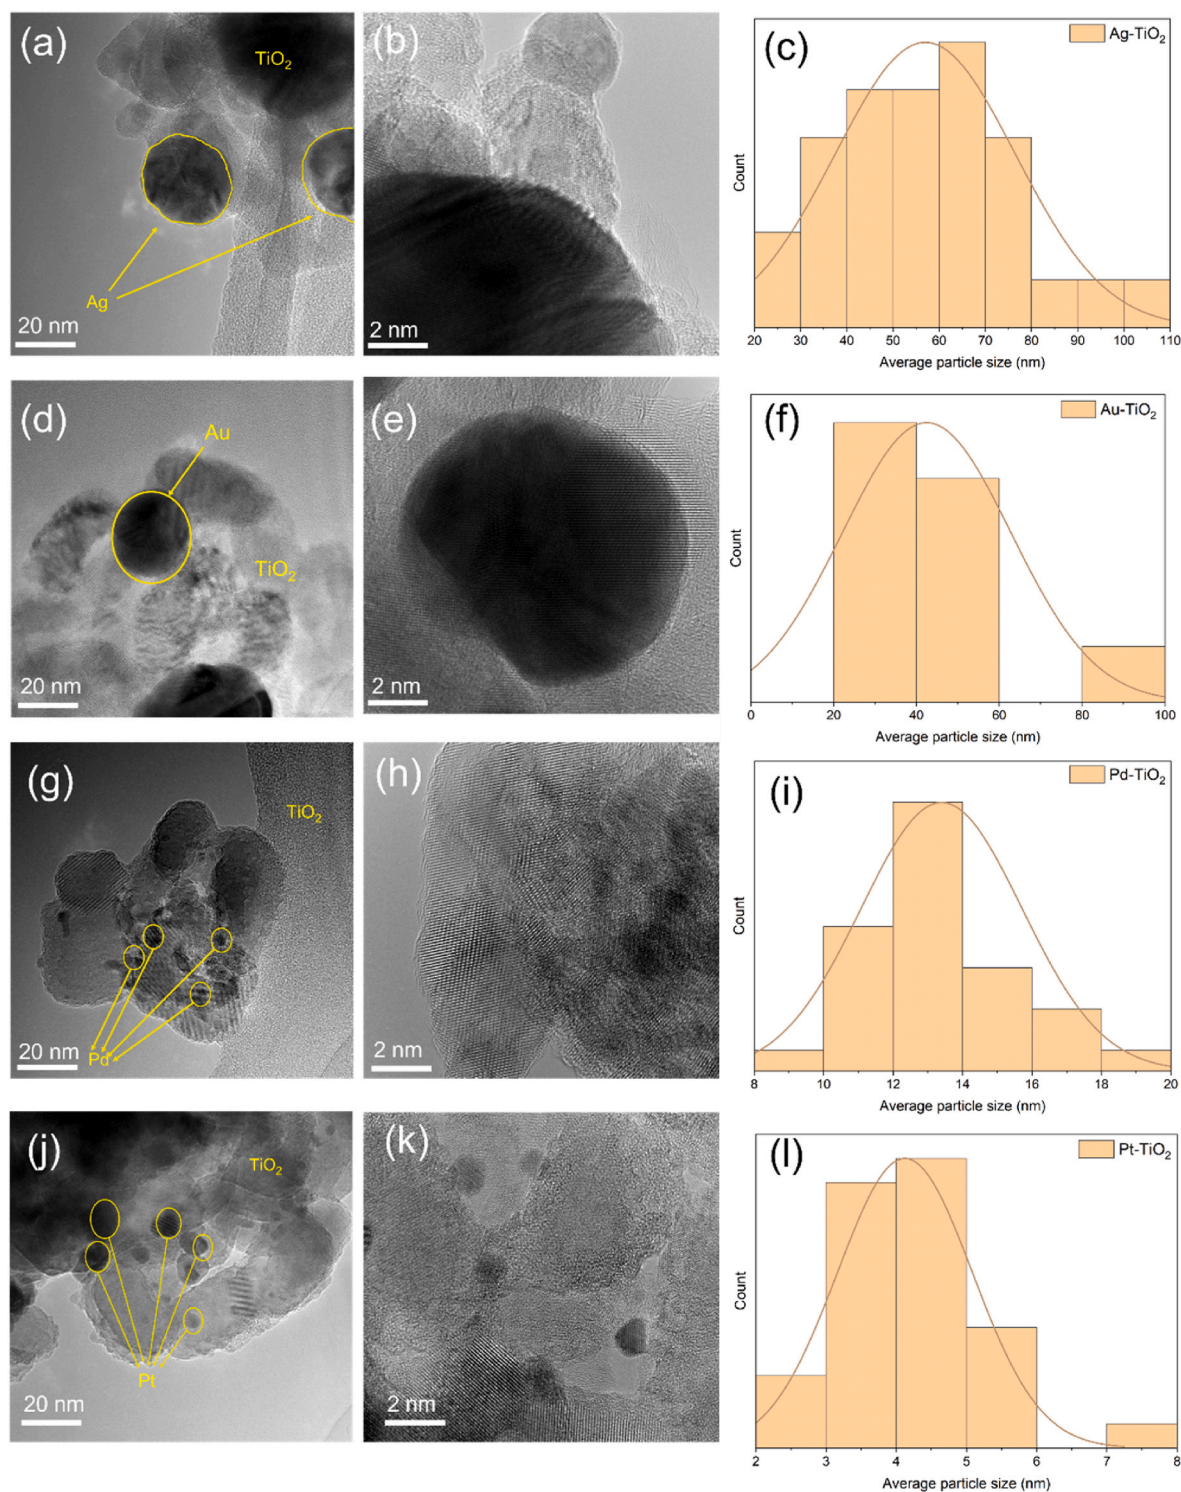 (a)
TiO2
Ag
20 nm
(b)
2 nm
(c)
Ag-TiO2
Count
20 30 40 50 60 70 80 90 100 110
Average particle size (nm)
(d)
Au
TiO2
20 nm
(e)
2 nm
(f)
Au-TiO2
Count
0 20 40 60 80 100
Average particle size (nm)
(g)
TiO2
Pd
20 nm
(h)
2 nm
(i)
Pd-TiO2
Count
8 10 12 14 16 18 20
Average particle size (nm)
(j)
TiO2
Pt
20 nm
(k)
2 nm
(l)
Pt-TiO2
Count
2 3 4 5 6 7 8
Average particle size (nm)